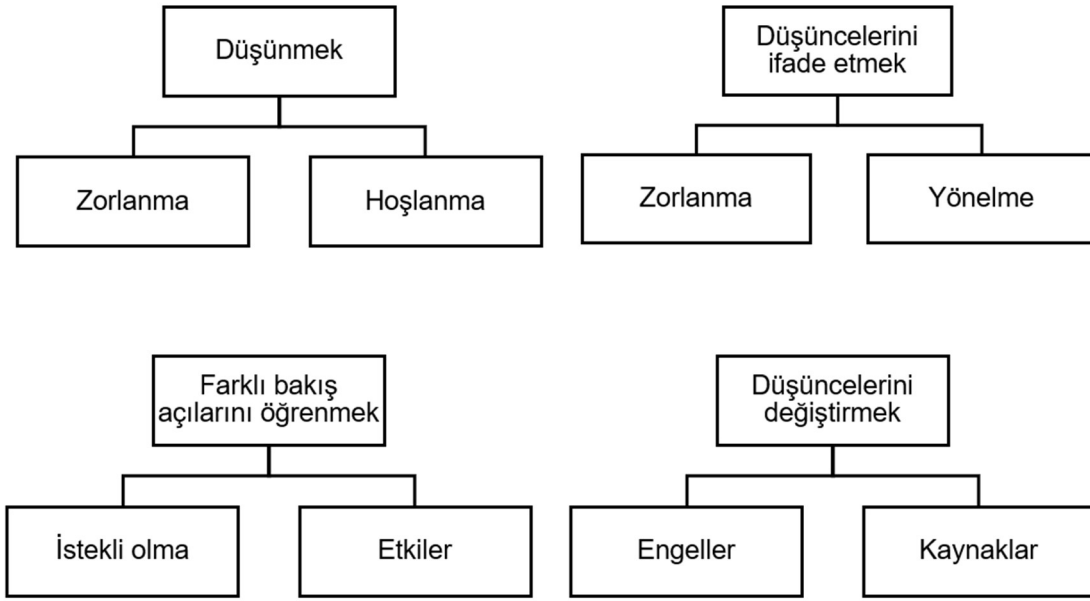 Düşünmek
Zorlanma
Hoşlanma
Düşüncelerini
ifade etmek
Zorlanma
Yönelme
Farklı bakış
açılarını öğrenmek
İstekli olma
Etkiler
Düşüncelerini
değiştirmek
Engeller
Kaynaklar